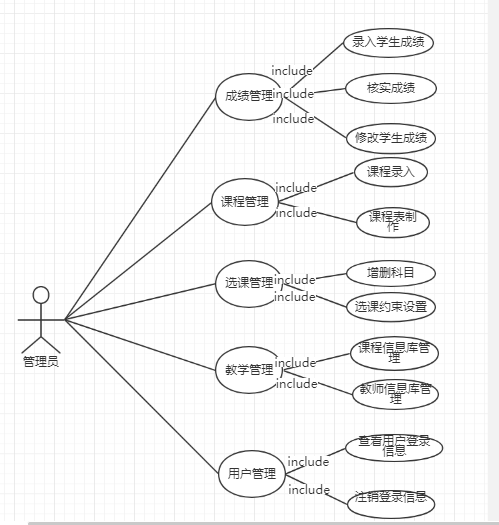 录入学生成绩
include
成绩管理
include
核实成绩
include
修改学生成绩
课程录入
include
课程管理
include
课程表制
作
增删科目
include
选课管理
include
选课约束设置
课程信息库管
理
include
教学管理
include
教师信息库管
理
管理员
查看用户登录
信息
include
用户管理
include
注销登录信息